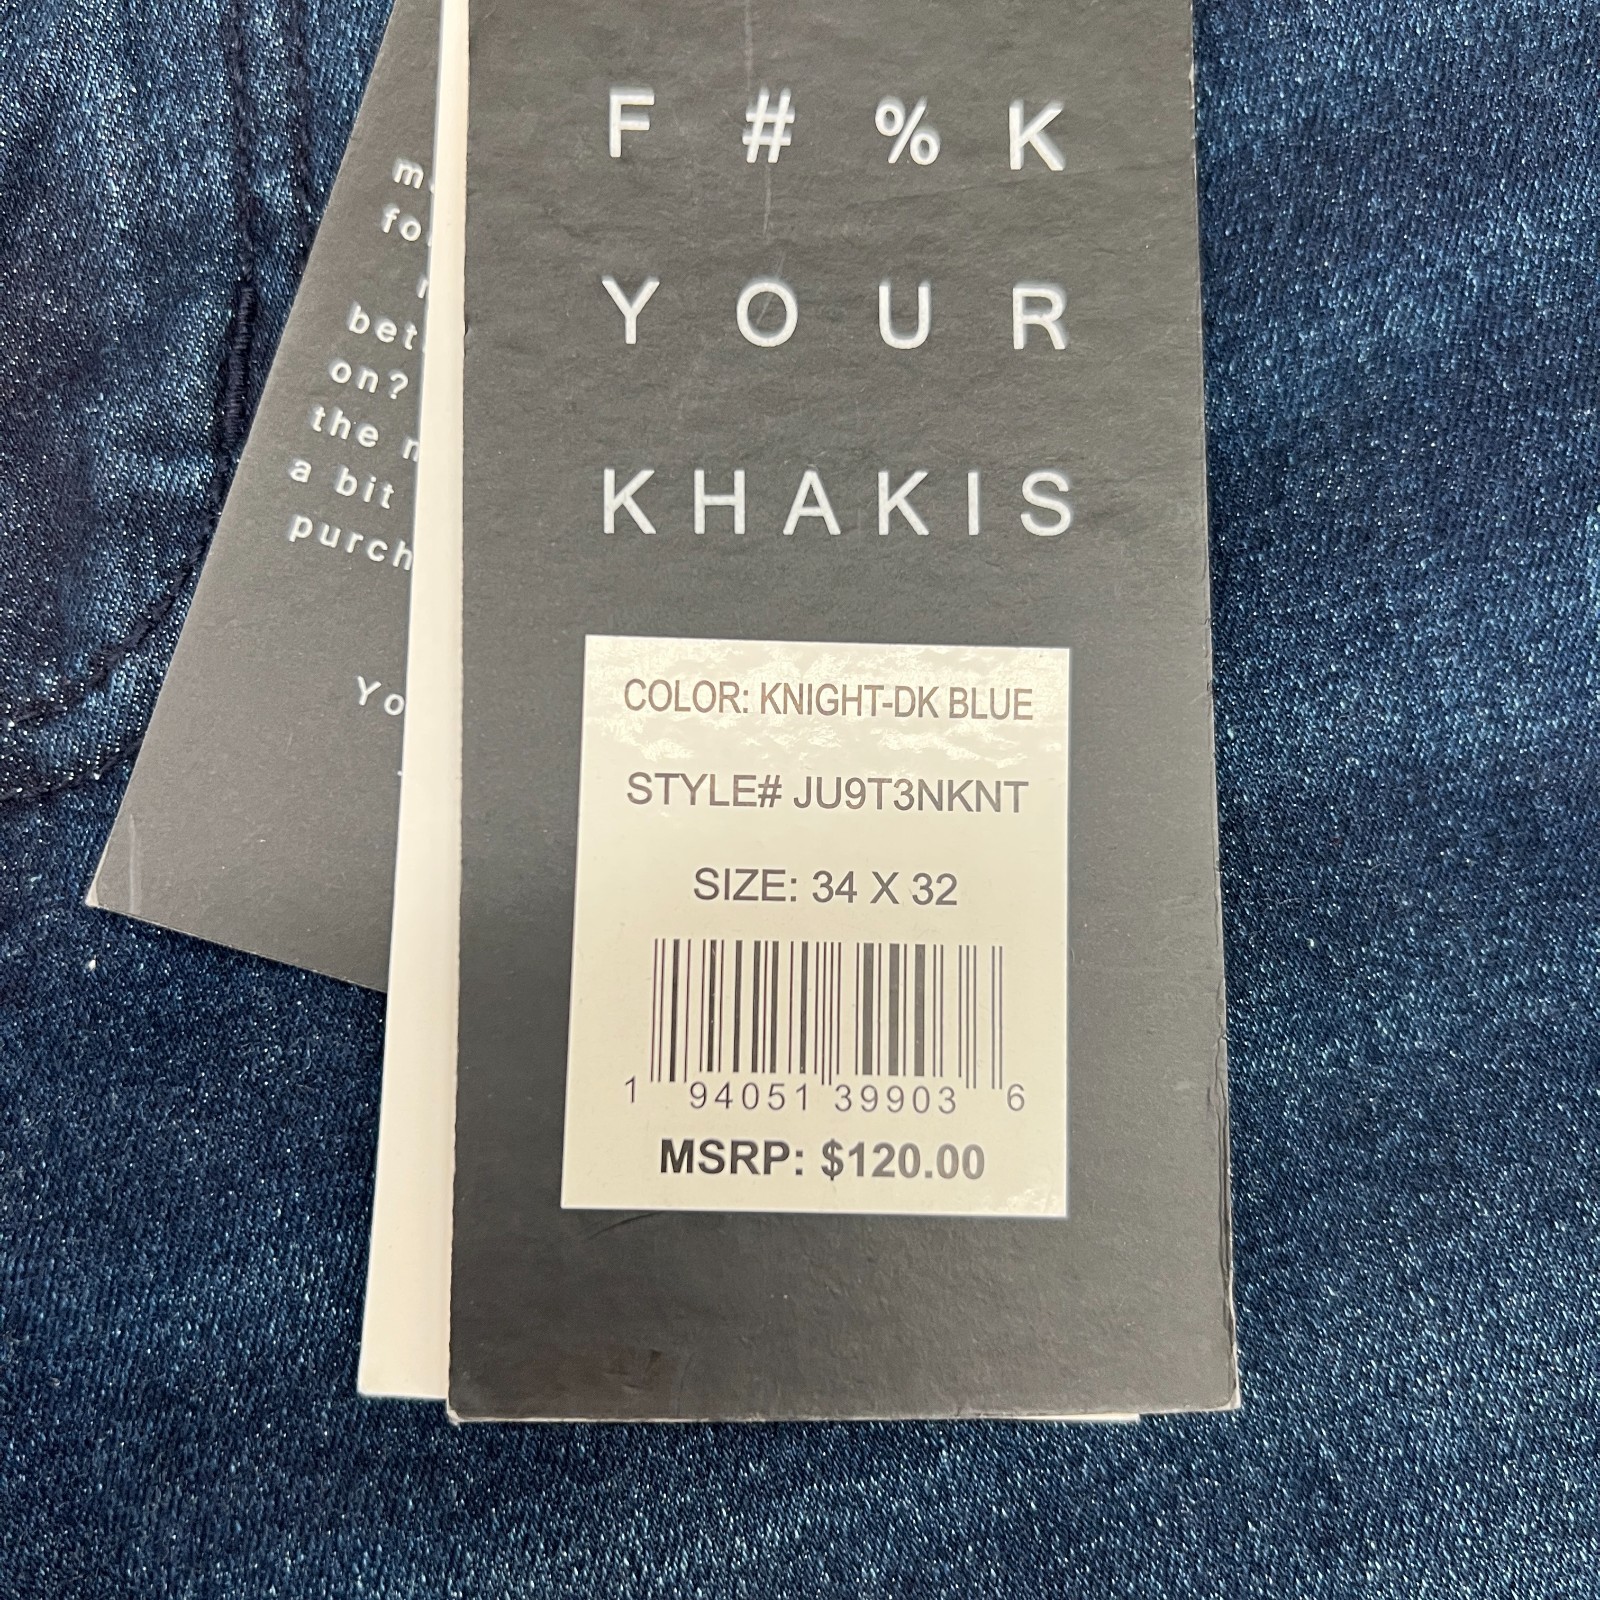 F#%K
YOUR
KHAKIS
COLOR: KNIGHT-DK BLUE
STYLE# JU9T3NKNT
SIZE: 34 X 32
1 94051 39903 6
MSRP: $120.00
on?
the
a bit